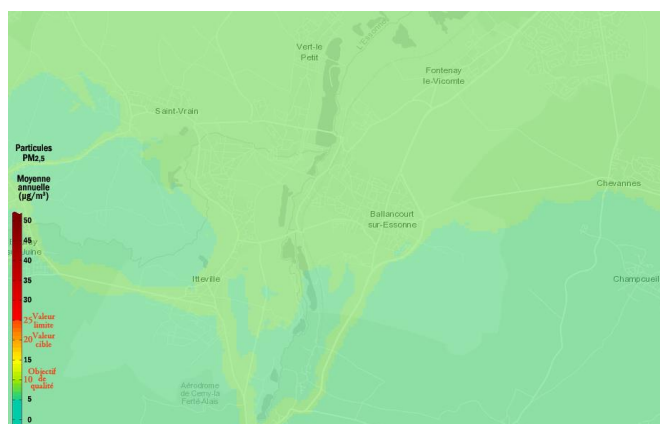 Vert-le
Petit
L'Essonne
Fontenay
le-Vicomte
Saint-Vrain
Particules
PM2,5
Moyenne
annuelle
(µg/m³)
Chevannes
Ballancourt
sur-Essonne
Itteville
Champcueil
50
45
40
35
30
25 Valeur
limite
20 Valeur
cible
15
Objectif
10 de
qualité
5
0
Aérodrome
de Cerny-la
Ferté-Alais